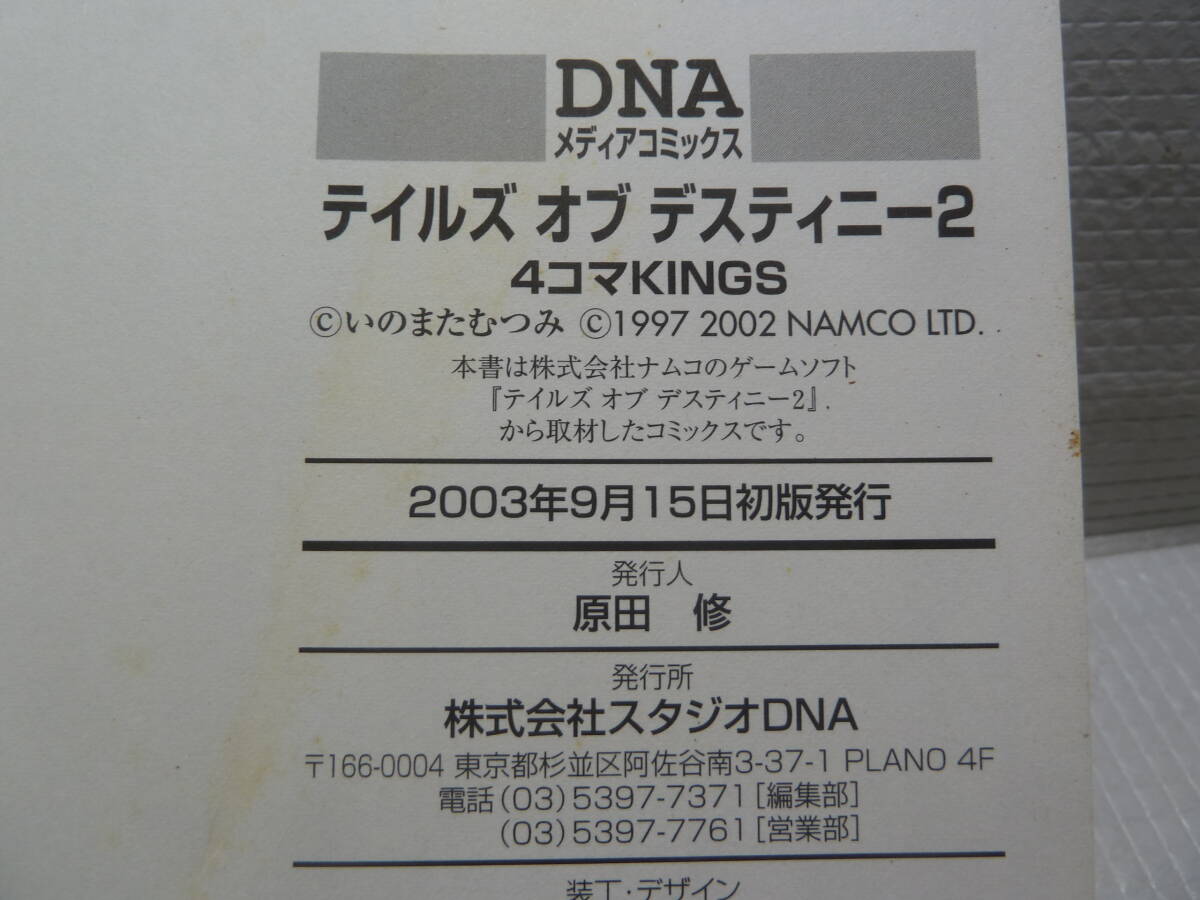 DNA
メディアコミックス
テイルズ オブ デスティニー2
4コマKINGS
©いのまたむつみ ©1997 2002 NAMCO LTD.
本書は株式会社ナムコのゲームソフト
『テイルズ オブ デスティニー2』
から取材したコミックスです。
2003年9月15日初版発行
発行人
原田 修
発行所
株式会社スタジオDNA
〒166-0004 東京都杉並区阿佐谷南3-37-1 PLANO 4F
電話(03)5397-7371[編集部]
(03)5397-7761[営業部]
装丁・デザイン